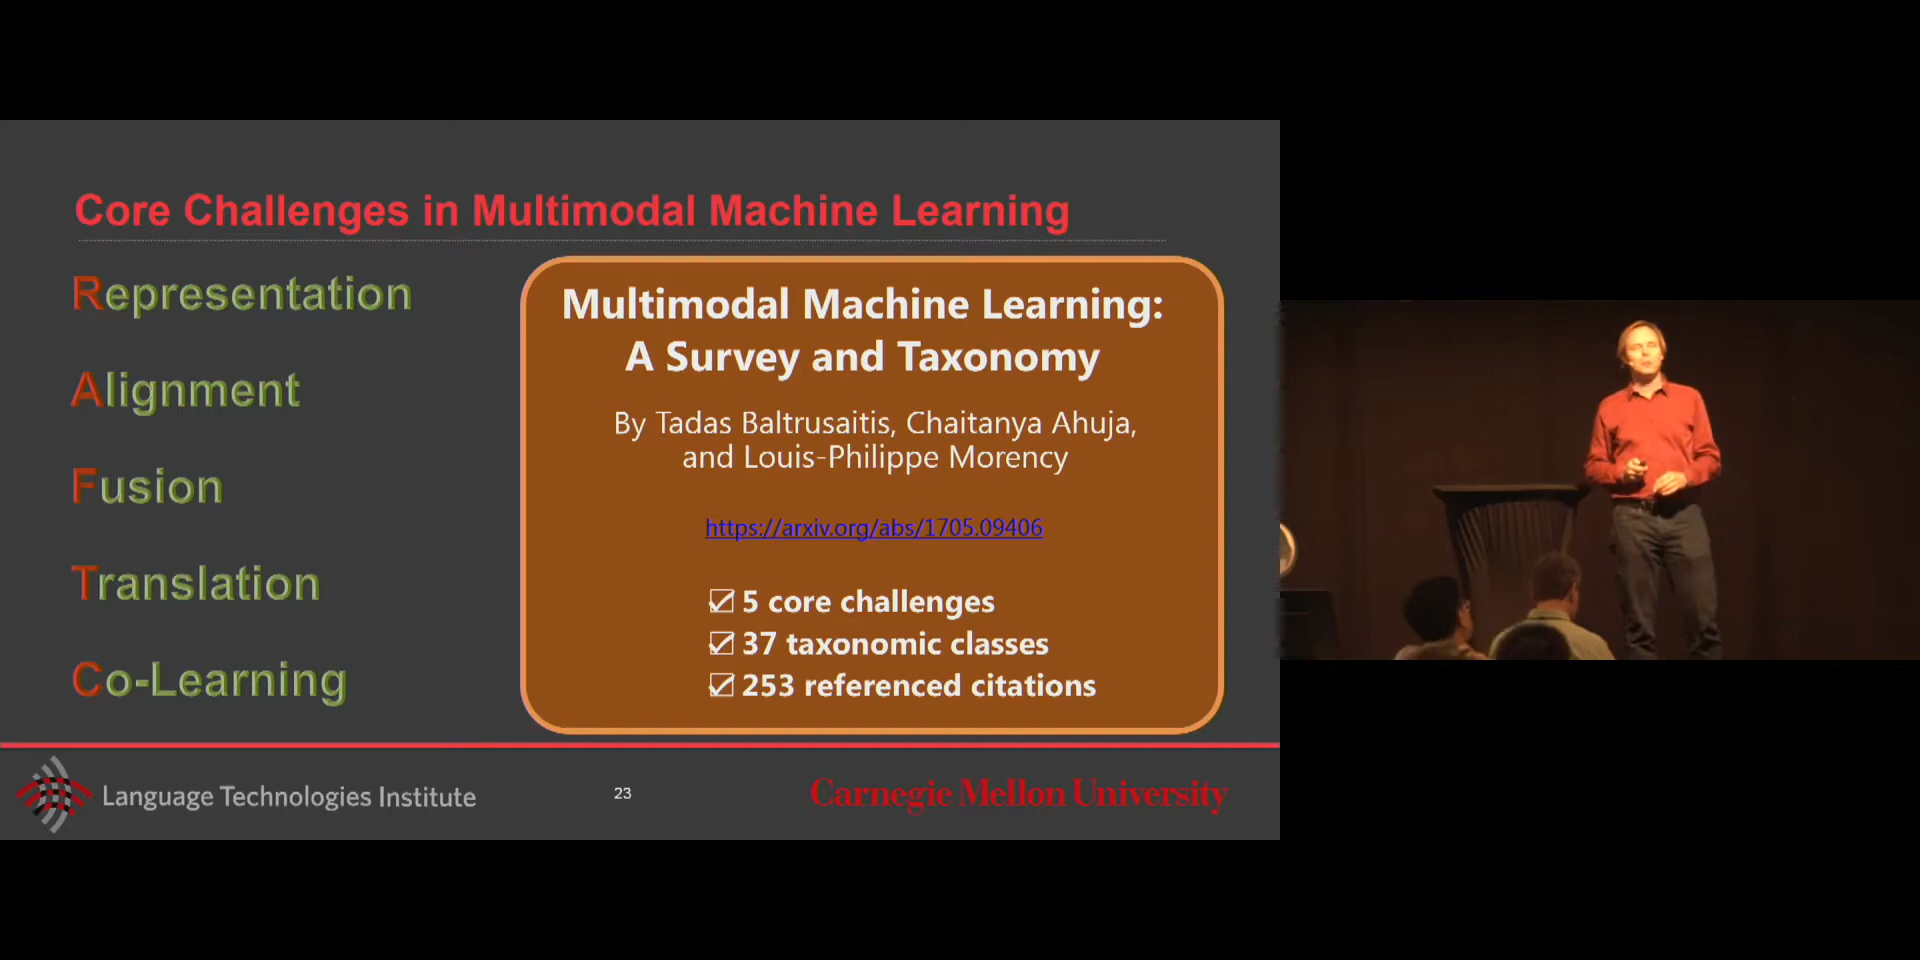 Core Challenges in Multimodal Machine Learning
Representation
Alignment
Fusion
Translation
Co-Learning
Multimodal Machine Learning:
A Survey and Taxonomy
By Tadas Baltrusaitis, Chaitanya Ahuja,
and Louis-Philippe Morency
https://arxiv.org/abs/1705.09406
☑ 5 core challenges
☑ 37 taxonomic classes
☑ 253 referenced citations
Language Technologies Institute
23
Carnegie Mellon University